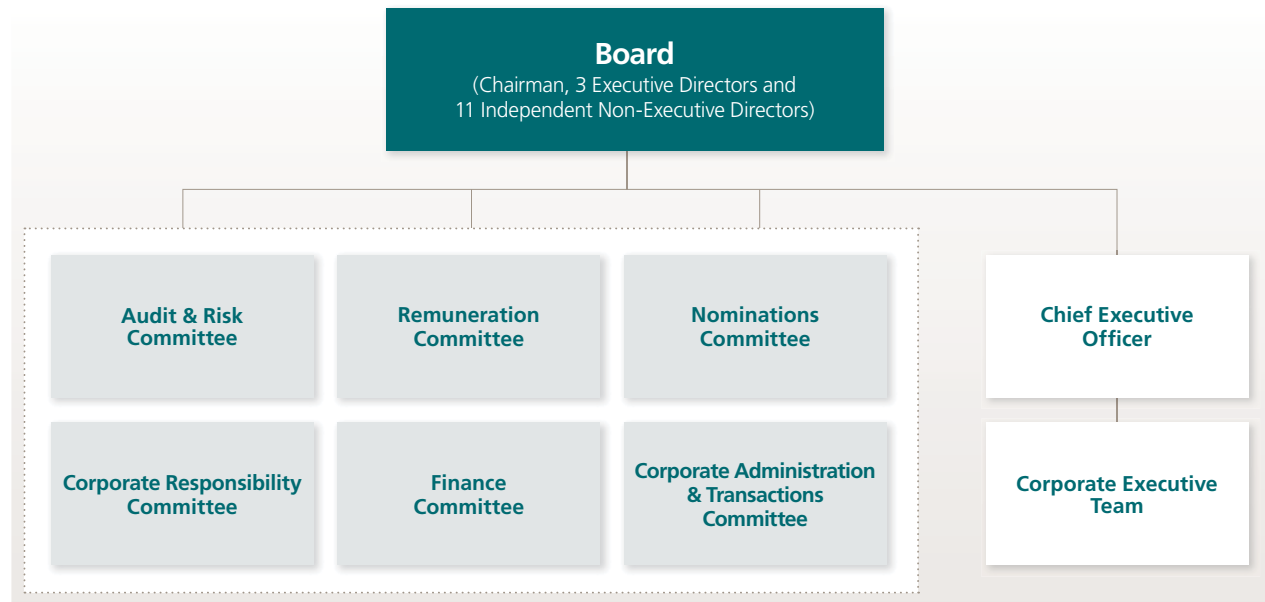 Board
(Chairman, 3 Executive Directors and
11 Independent Non-Executive Directors)
Audit & Risk
Committee
Remuneration
Committee
Nominations
Committee
Chief Executive
Officer
Corporate Responsibility
Committee
Finance
Committee
Corporate Administration
& Transactions
Committee
Corporate Executive
Team